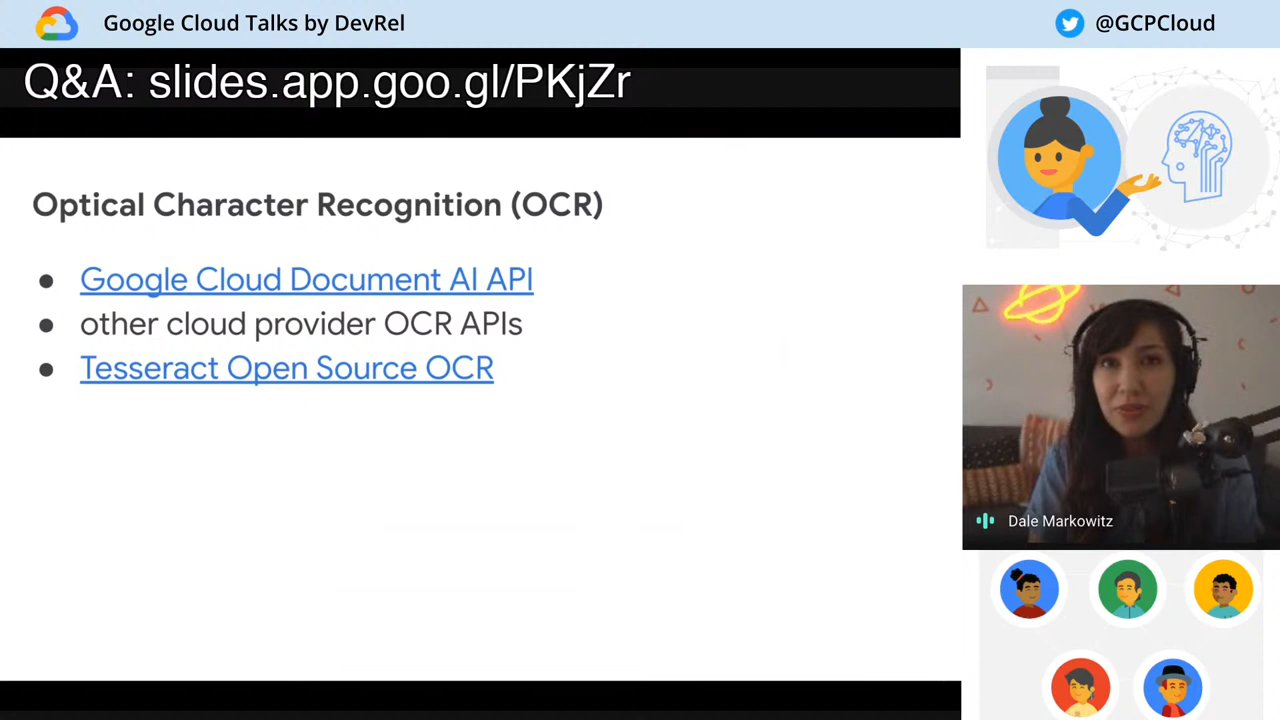 Google Cloud Talks by DevRel
@GCPCloud
Q&A: slides.app.goo.gl/PKjZr
Optical Character Recognition (OCR)
● Google Cloud Document AI API
● other cloud provider OCR APIs
● Tesseract Open Source OCR
Dale Markowitz